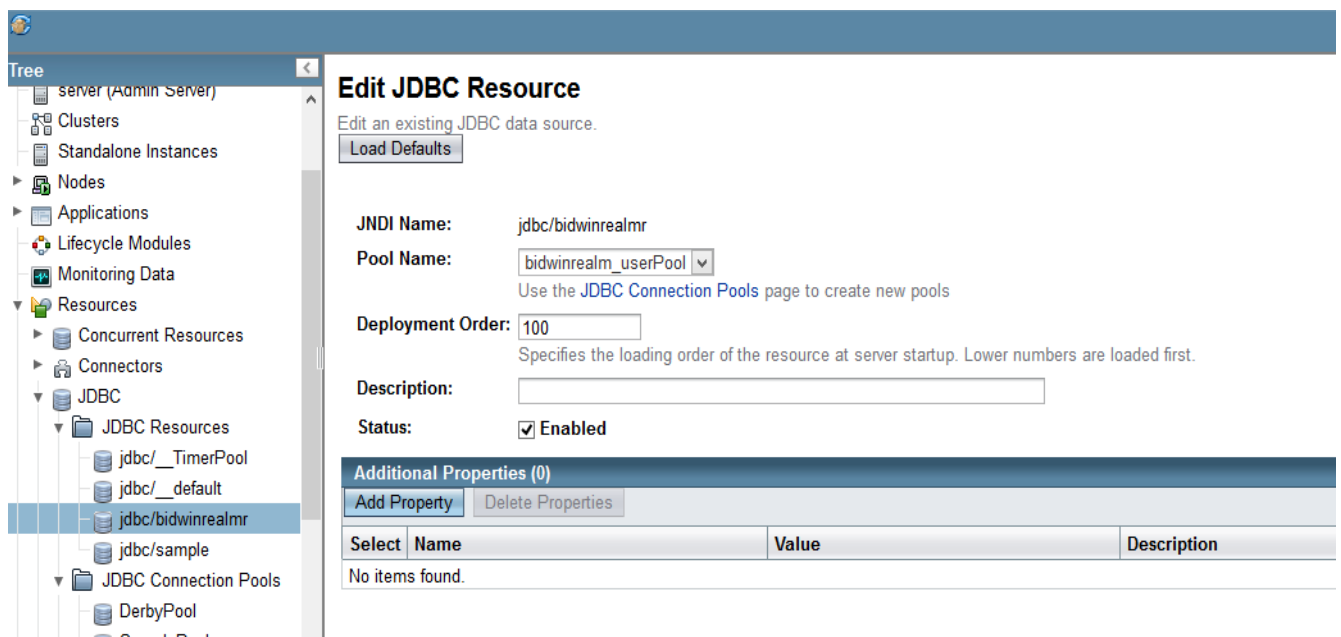 Tree
server (Admin Server)
Clusters
Standalone Instances
Nodes
Applications
Lifecycle Modules
Monitoring Data
Resources
Concurrent Resources
Connectors
JDBC
JDBC Resources
jdbc/__TimerPool
jdbc/__default
jdbc/bidwinrealmr
jdbc/sample
JDBC Connection Pools
DerbyPool
Edit JDBC Resource
Edit an existing JDBC data source.
Load Defaults
JNDI Name: jdbc/bidwinrealmr
Pool Name: bidwinrealm_userPool
Use the JDBC Connection Pools page to create new pools
Deployment Order: 100
Specifies the loading order of the resource at server startup. Lower numbers are loaded first.
Description:
Status: Enabled
Additional Properties (0)
Add Property Delete Properties
Select Name Value Description
No items found.